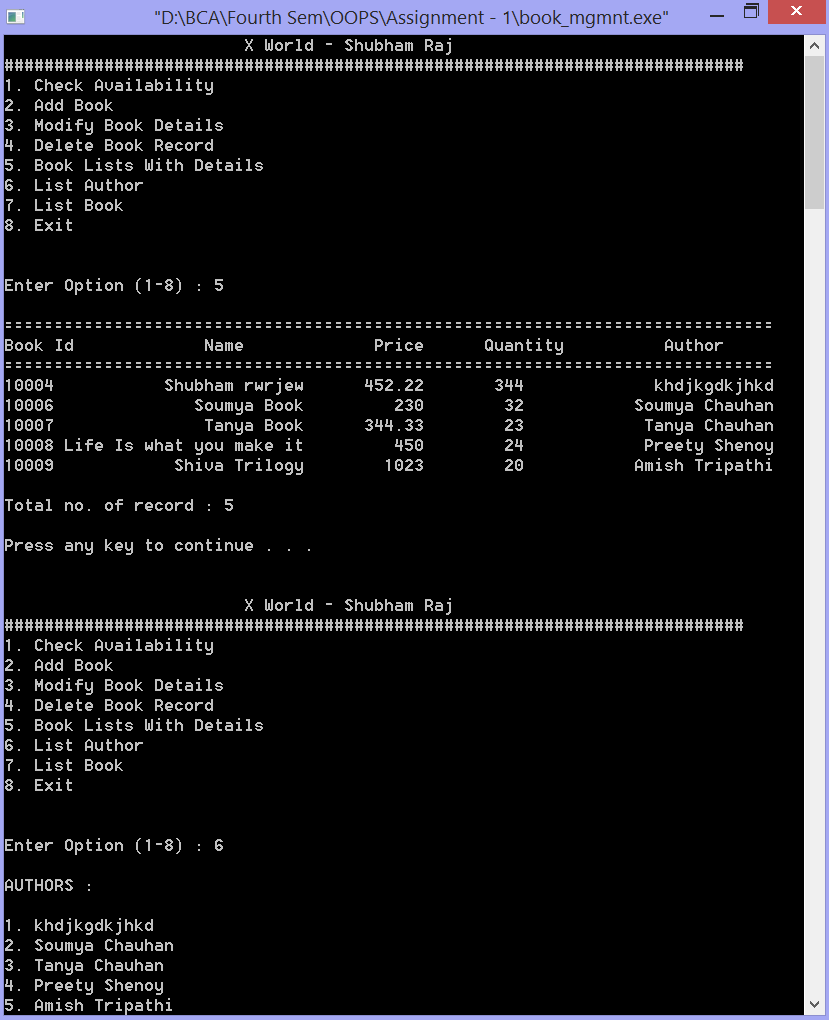 "D:\BCA\Fourth Sem\OOPS\Assignment - 1\book_mgmnt.exe"
X World - Shubham Raj
##########################################################################
1. Check Availability
2. Add Book
3. Modify Book Details
4. Delete Book Record
5. Book Lists With Details
6. List Author
7. List Book
8. Exit
Enter Option (1-8) : 5
-----------------------------------------------------------------------------
Book Id             Name             Price      Quantity          Author
-----------------------------------------------------------------------------
10004           Shubham rwrjew      452.22       344             khdjkgdkjhkd
10006              Soumya Book         230        32           Soumya Chauhan
10007               Tanya Book      344.33        23            Tanya Chauhan
10008 Life Is what you make it         450        24            Preety Shenoy
10009            Shiva Trilogy        1023        20           Amish Tripathi
Total no. of record : 5
Press any key to continue . . .
X World - Shubham Raj
##########################################################################
1. Check Availability
2. Add Book
3. Modify Book Details
4. Delete Book Record
5. Book Lists With Details
6. List Author
7. List Book
8. Exit
Enter Option (1-8) : 6
AUTHORS :
1. khdjkgdkjhkd
2. Soumya Chauhan
3. Tanya Chauhan
4. Preety Shenoy
5. Amish Tripathi